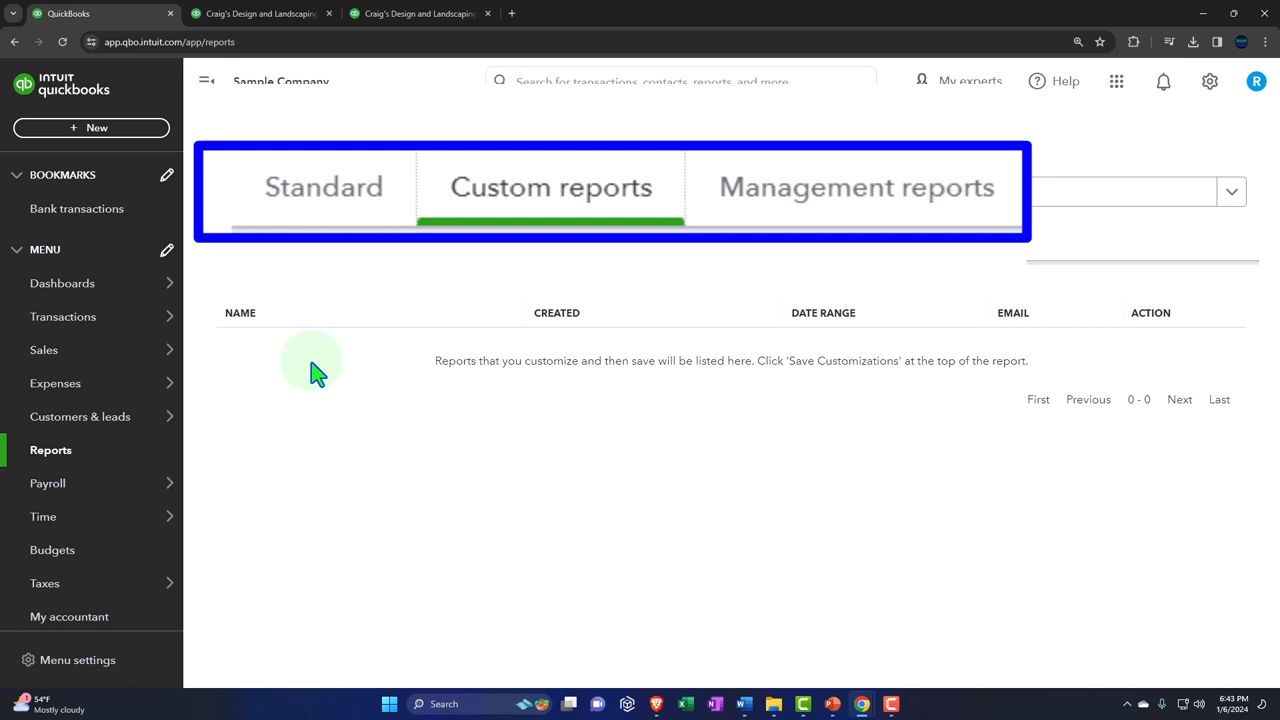 QuickBooks
Craig's Design and Landscaping
Craig's Design and Landscaping
app.qbo.intuit.com/app/reports
INTUIT
quickbooks
Sample Company
Search for transactions, contacts, reports, and more
My experts
Help
R
+ New
BOOKMARKS
Bank transactions
MENU
Dashboards
Transactions
Sales
Expenses
Customers & leads
Reports
Payroll
Time
Budgets
Taxes
My accountant
Menu settings
Standard Custom reports Management reports
NAME CREATED DATE RANGE EMAIL ACTION
Reports that you customize and then save will be listed here. Click 'Save Customizations' at the top of the report.
First Previous 0 - 0 Next Last
1
54°F
Mostly cloudy
Search
6:43 PM
1/6/2024